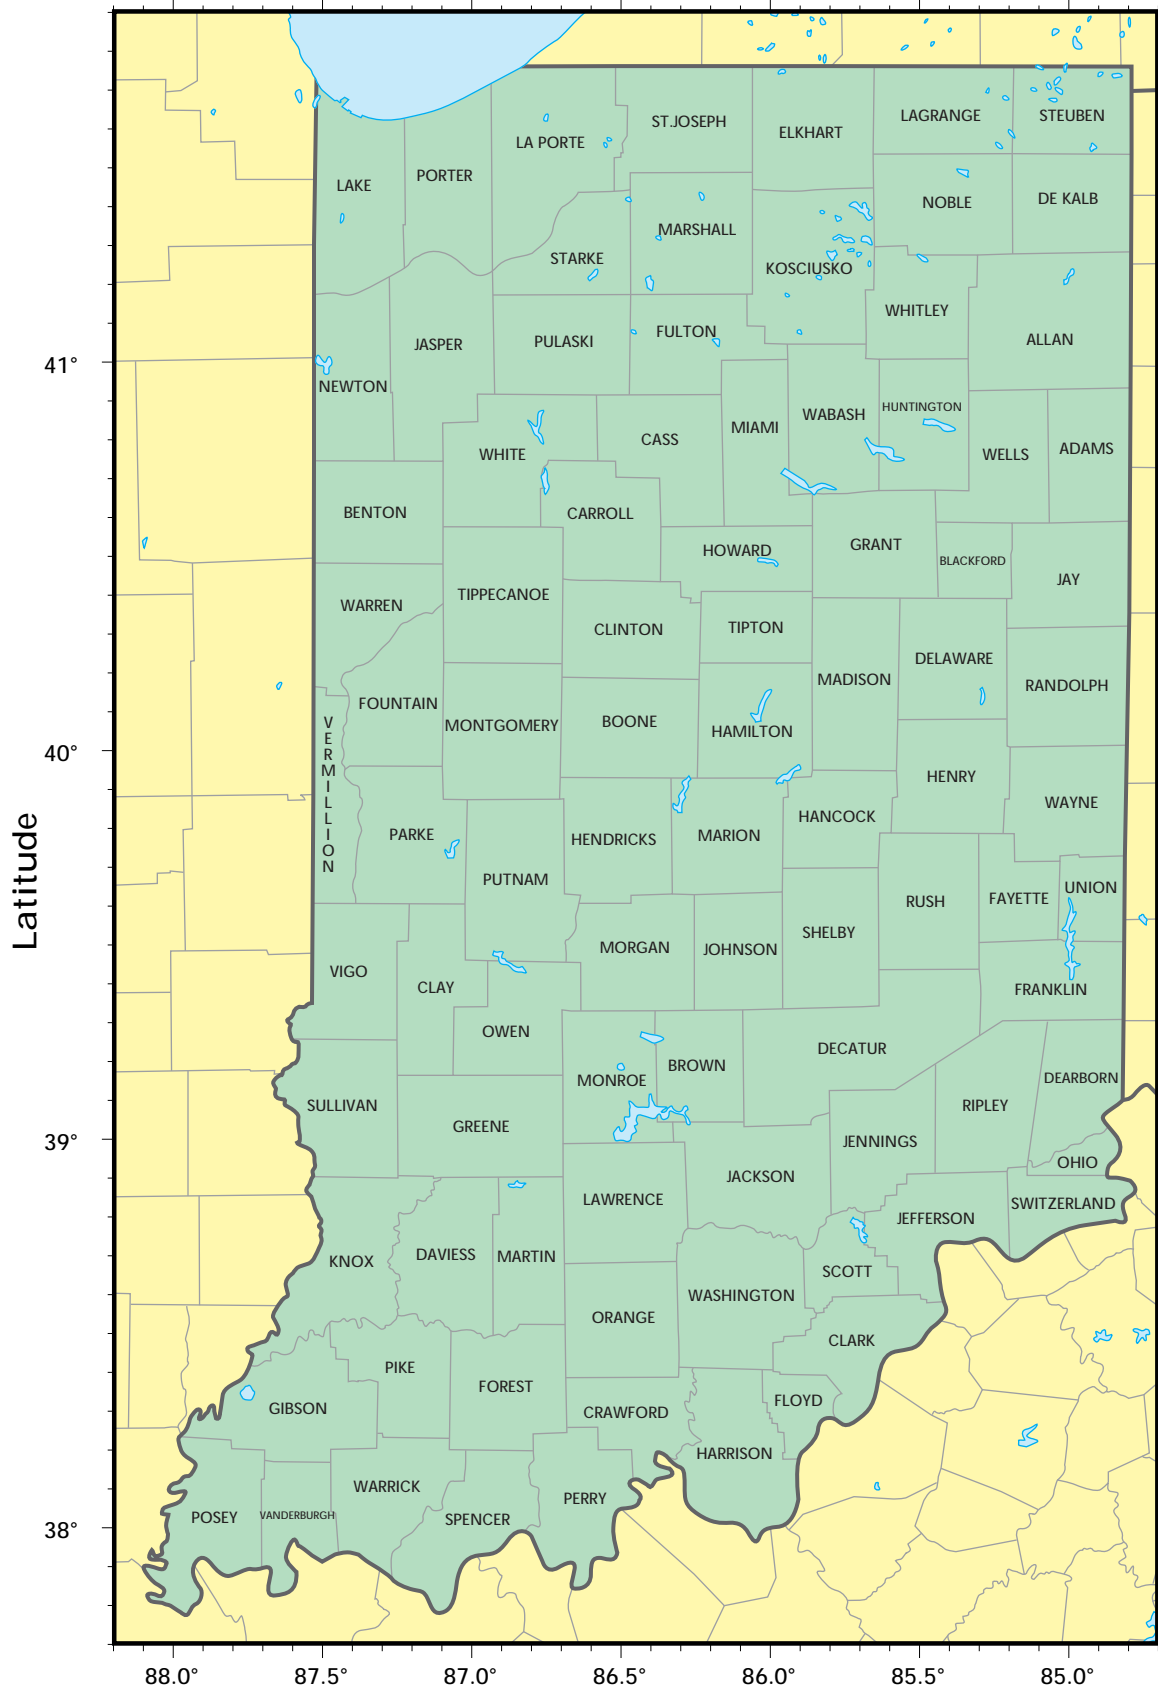 ST.JOSEPH
LAGRANGE
STEUBEN
ELKHART
LA PORTE
PORTER
LAKE
NOBLE
DE KALB
MARSHALL
STARKE
KOSCIUSKO
WHITLEY
FULTON
ALLAN
PULASKI
JASPER
41°
NEWTON
HUNTINGTON
WABASH
MIAMI
CASS
ADAMS
WHITE
WELLS
BENTON
CARROLL
GRANT
HOWARD
BLACKFORD
JAY
TIPPECANOE
WARREN
CLINTON
TIPTON
DELAWARE
MADISON
RANDOLPH
FOUNTAIN
BOONE
MONTGOMERY
HAMILTON
VERMILLION
40°
HENRY
WAYNE
HANCOCK
PARKE
MARION
HENDRICKS
Latitude
PUTNAM
UNION
FAYETTE
RUSH
SHELBY
MORGAN
JOHNSON
VIGO
CLAY
FRANKLIN
OWEN
DECATUR
BROWN
MONROE
DEARBORN
SULLIVAN
RIPLEY
GREENE
39°
JENNINGS
OHIO
JACKSON
LAWRENCE
SWITZERLAND
JEFFERSON
DAVIESS
MARTIN
KNOX
SCOTT
WASHINGTON
ORANGE
CLARK
PIKE
FOREST
FLOYD
GIBSON
CRAWFORD
HARRISON
WARRICK
PERRY
POSEY
VANDERBURGH
SPENCER
38°
88.0°
87.5°
87.0°
86.5°
86.0°
85.5°
85.0°